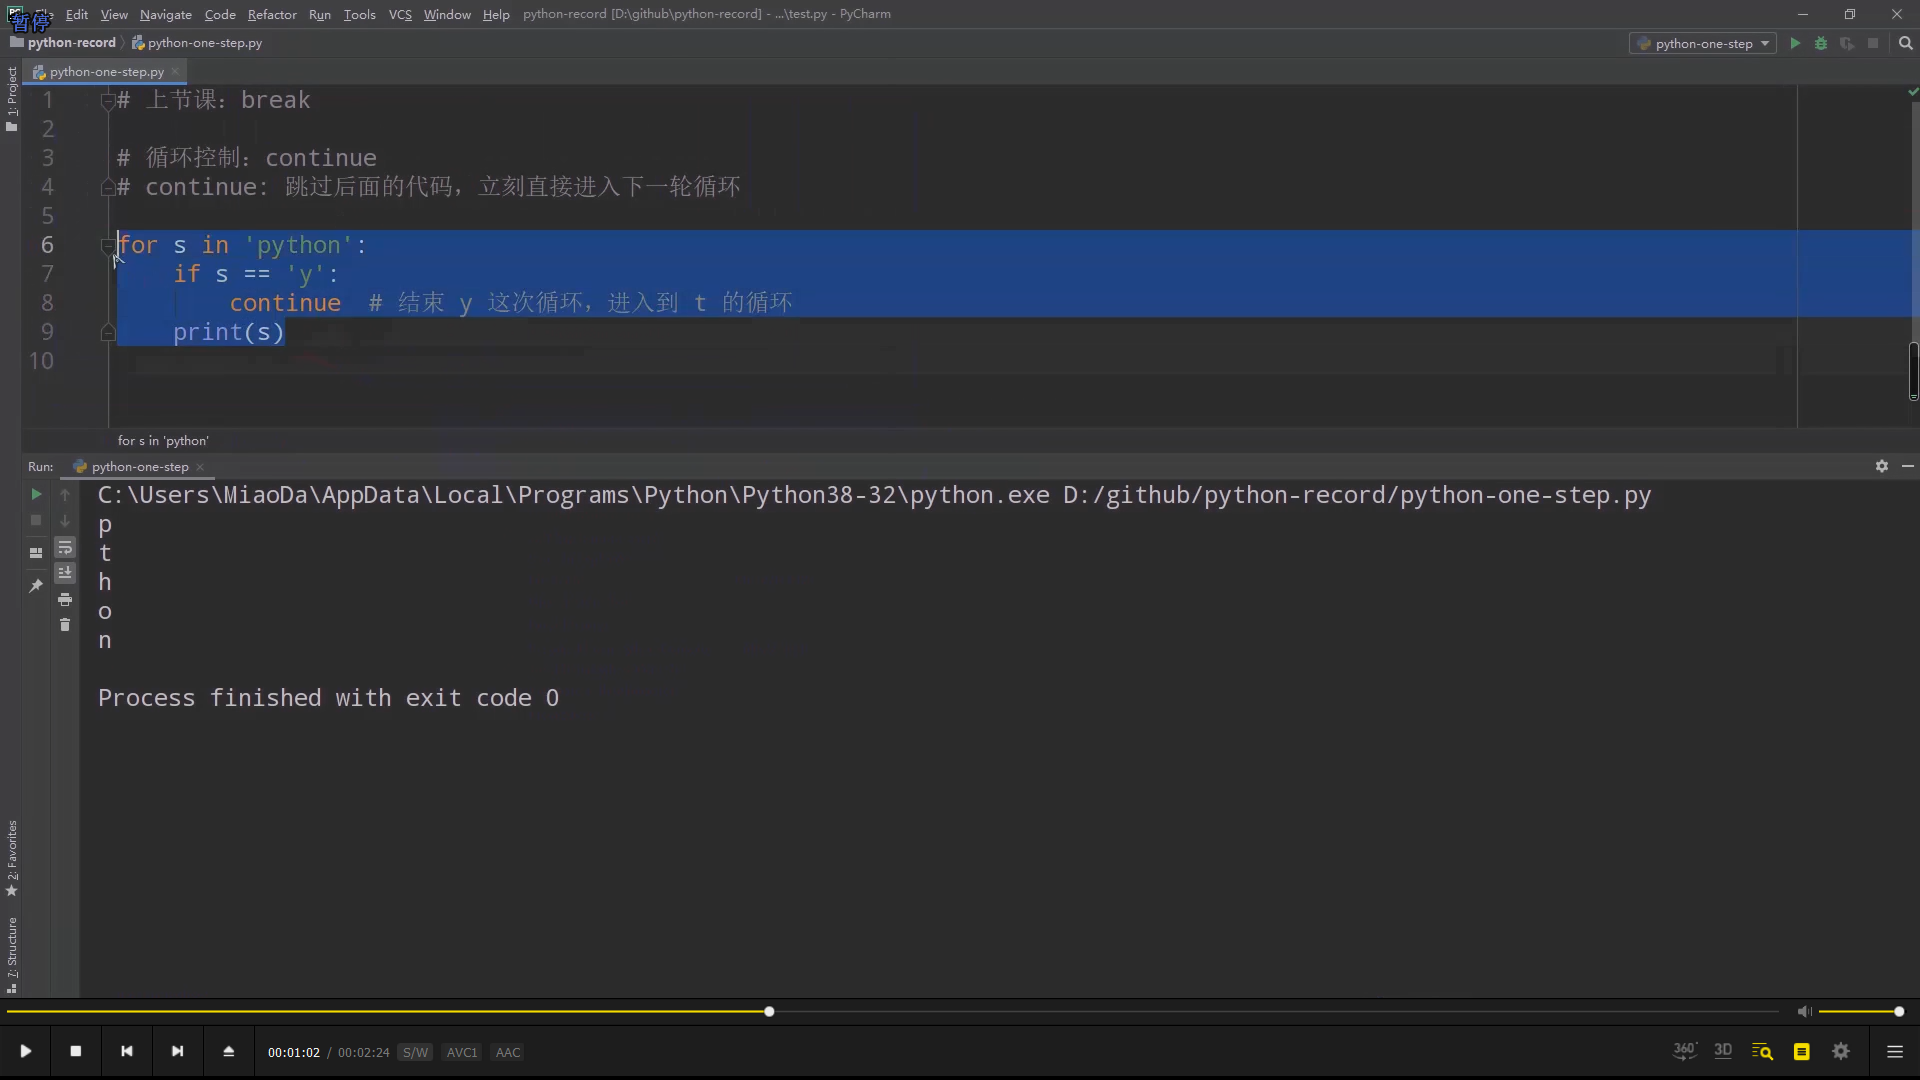 暂停
File Edit View Navigate Code Refactor Run Tools VCS Window Help python-record [D:\github\python-record] - ...\test.py - PyCharm
python-record python-one-step.py python-one-step
1: Project
python-one-step.py
1 # 上节课: break
2
3 # 循环控制: continue
4 # continue: 跳过后面的代码, 立刻直接进入下一轮循环
5
6 for s in 'python':
7 if s == 'y':
8 continue # 结束 y 这次循环, 进入到 t 的循环
9 print(s)
10
for s in 'python'
Run: python-one-step
C:\Users\MiaoDa\AppData\Local\Programs\Python\Python38-32\python.exe D:/github/python-record/python-one-step.py
p
t
h
o
n
Process finished with exit code 0
2: Favorites
7: Structure
00:01:02 / 00:02:24 S/W AVC1 AAC 360° 3D